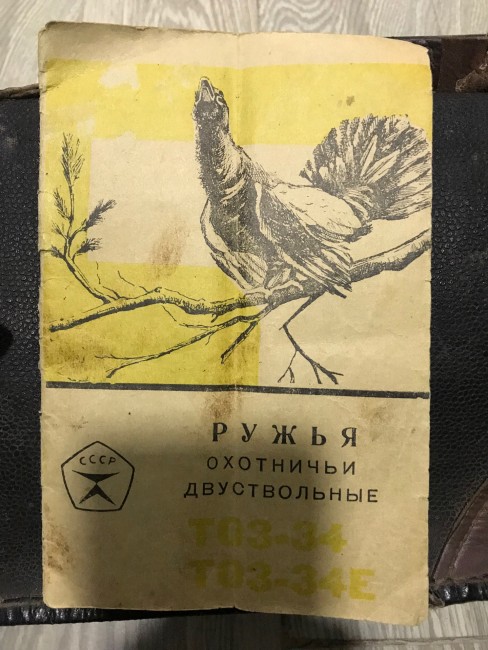 РУЖЬЯ
СССР
ОХОТНИЧЬИ
ДВУСТВОЛЬНЫЕ
ТОЗ-34
ТОЗ-34Е